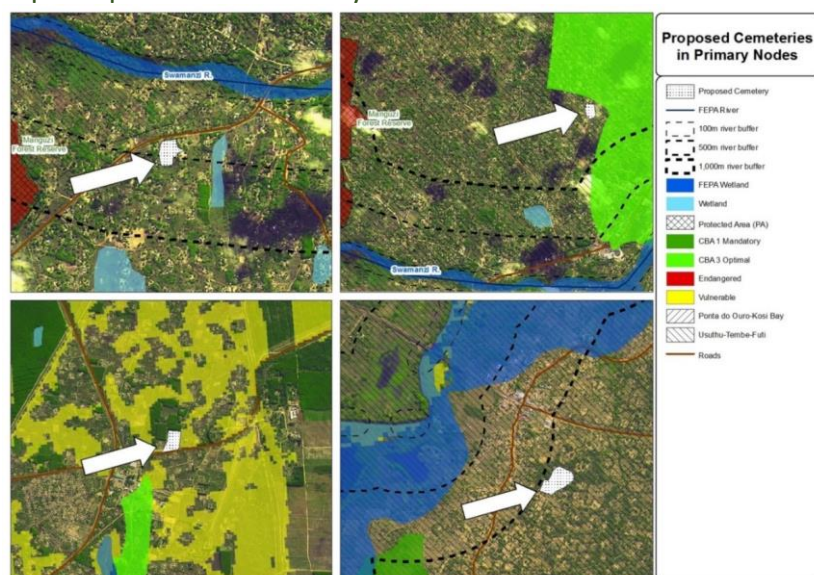 Swamanzi R.
Manguzi
Forest Reserve
Manguzi
Forest Reserve
Swamanzi R.
Proposed Cemeteries
in Primary Nodes
Proposed Cemetery
FEPA River
100m river buffer
500m river buffer
1,000m river buffer
FEPA Wetland
Wetland
Protected Area (PA)
CBA 1 Mandatory
CBA 3 Optimal
Endangered
Vulnerable
Ponta do Ouro-Kosi Bay
Usuthu-Tembe-Futi
Roads